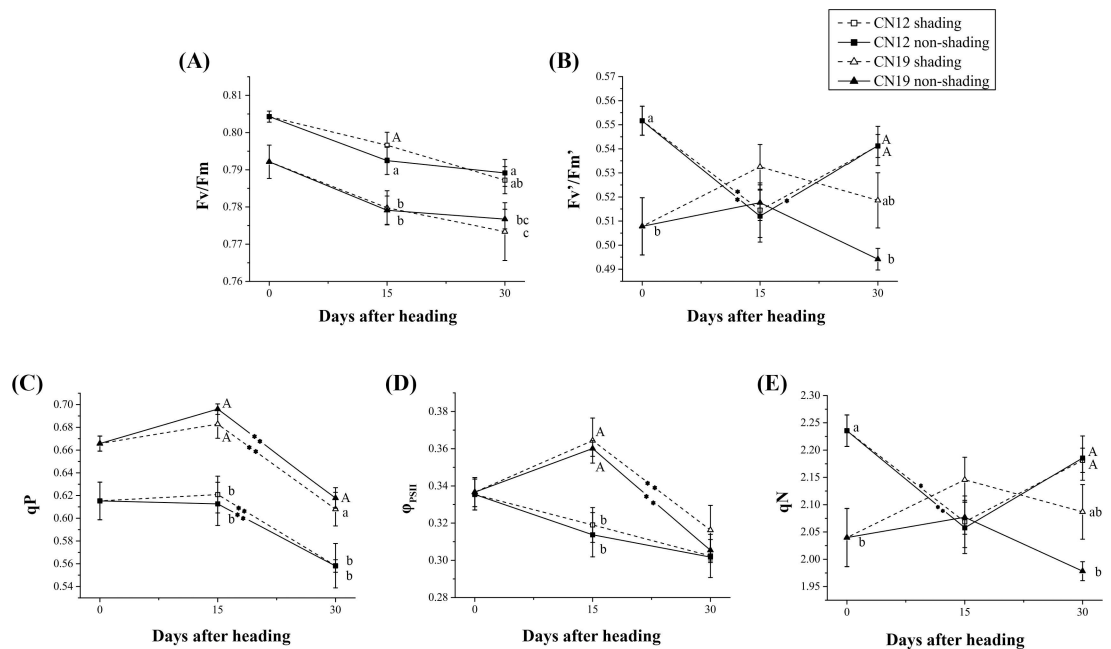 CN12 shading
CN12 non-shading
CN19 shading
CN19 non-shading
(A)
Fv/Fm
0.81
0.80
0.79
0.78
0.77
0.76
A
a
a
ab
b
b
bc
c
0
15
30
Days after heading
(B)
Fv'/Fm'
0.56
0.55
0.54
0.53
0.52
0.51
0.50
0.49
a
b
*
*
*
A
A
ab
b
0
15
30
Days after heading
(C)
qP
0.70
0.68
0.66
0.64
0.62
0.60
0.58
0.56
0.54
A
A
b
b
**
**
**
**
A
a
b
b
0
15
30
Days after heading
(D)
φPSII
0.36
0.34
0.32
0.30
0.28
A
A
b
b
**
**
0
15
30
Days after heading
(E)
qN
2.30
2.25
2.20
2.15
2.10
2.05
2.00
1.95
a
b
*
*
A
A
ab
b
0
15
30
Days after heading